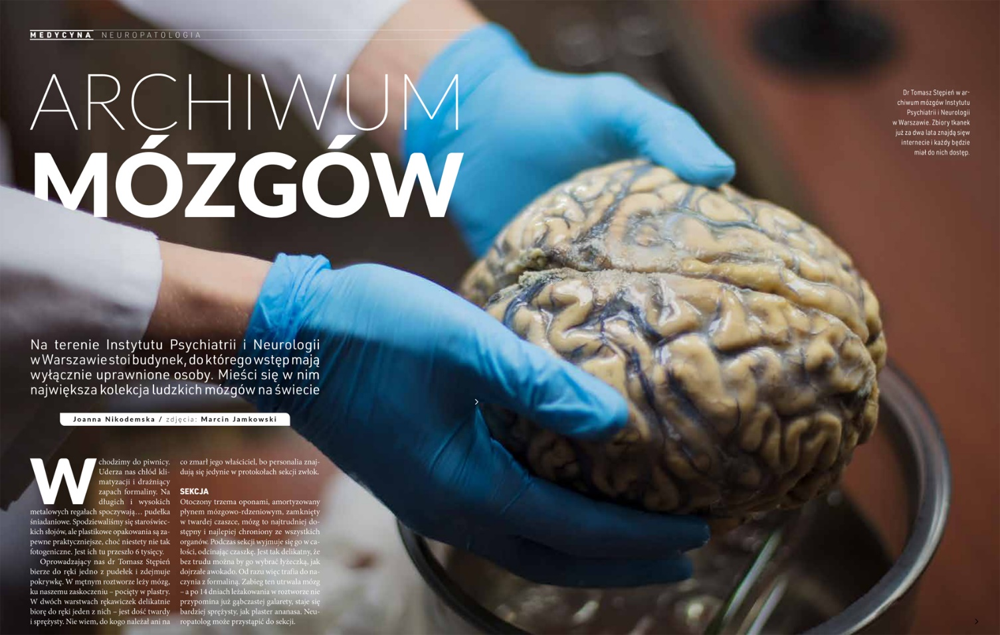 MEDYCYNA NEUROPATOLOGIA
ARCHIWUM
MÓZGÓW
Dr Tomasz Stępień w ar-
chiwum mózgów Instytutu
Psychiatrii i Neurologii
w Warszawie. Zbiory tkanek
już za dwa lata znajdą sięw
internecie i każdy będzie
miał do nich dostęp.
Na terenie Instytutu Psychiatrii i Neurologii
w Warszawie stoi budynek, do którego wstęp mają
wyłącznie uprawnione osoby. Mieści się w nim
największa kolekcja ludzkich mózgów na świecie
Joanna Nikodemska / zdjęcia: Marcin Jamkowski
Wchodzimy do piwnicy.
Uderza nas chłód kli-
matyzacji i drażniący
zapach formaliny. Na
długich i wysokich
metalowych regałach spoczywają… pudełka
śniadaniowe. Spodziewaliśmy się staroświec-
kich słojów, ale plastikowe opakowania są za-
pewne praktyczniejsze, choć niestety nie tak
fotogeniczne. Jest ich tu przeszło 6 tysięcy.
Oprowadzający nas dr Tomasz Stępień
bierze do ręki jedno z pudełek i zdejmuje
pokrywkę. W mętnym roztworze leży mózg,
ku naszemu zaskoczeniu – pocięty w plastry.
W dwóch warstwach rękawiczek delikatnie
biorę do ręki jeden z nich – jest dość twardy
i sprężysty. Nie wiem, do kogo należał ani na
co zmarł jego właściciel, bo personalia znaj-
dują się jedynie w protokołach sekcji zwłok.
SEKCJA
Otoczony trzema oponami, amortyzowany
płynem mózgowo-rdzeniowym, zamknięty
w twardej czaszce, mózg to najtrudniej do-
stępny i najlepiej chroniony ze wszystkich
organów. Podczas sekcji wyjmuje się go w ca-
łości, odcinając czaszkę. Jest tak delikatny, że
bez trudu można by go wybrać łyżeczką, jak
dojrzałe awokado. Od razu więc trafia do na-
czynia z formaliną. Zabieg ten utrwala mózg
– a po 14 dniach leżakowania w roztworze nie
przypomina już gąbczastej galarety, staje się
bardziej sprężysty, jak plaster ananasa. Neu-
ropatolog może przystąpić do sekcji.